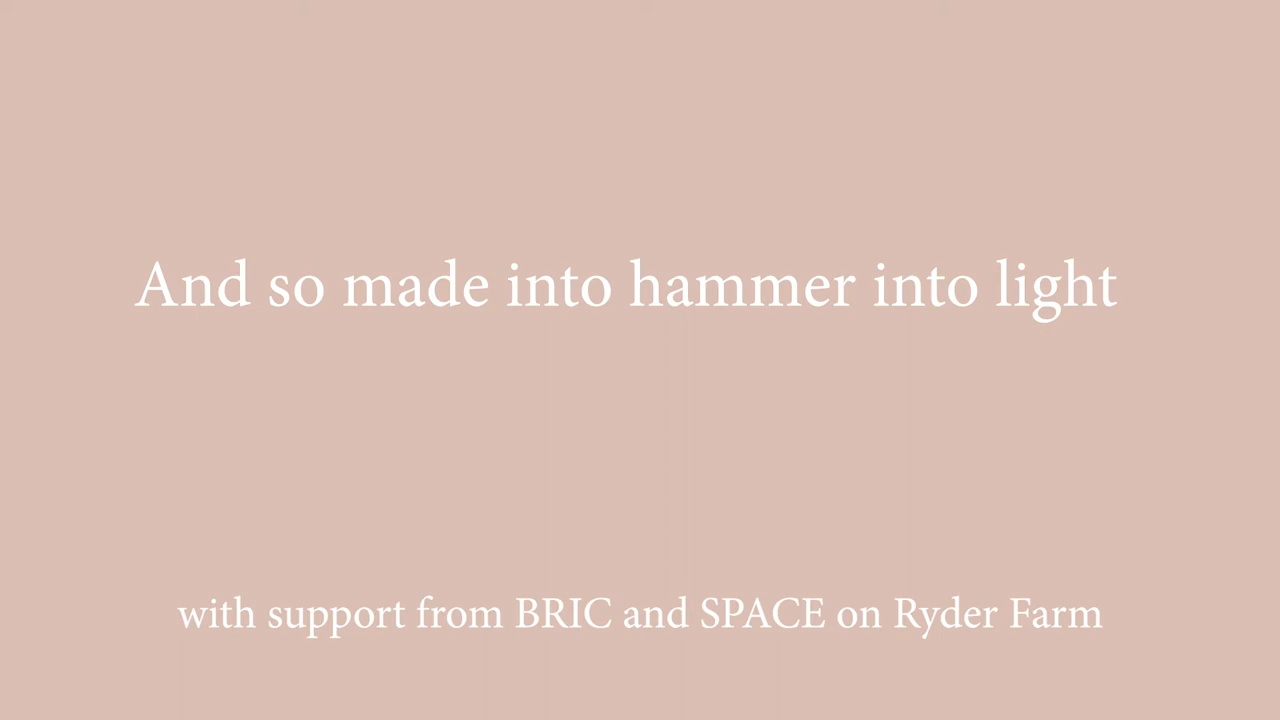 And so made into hammer into light
with support from BRIC and SPACE on Ryder Farm